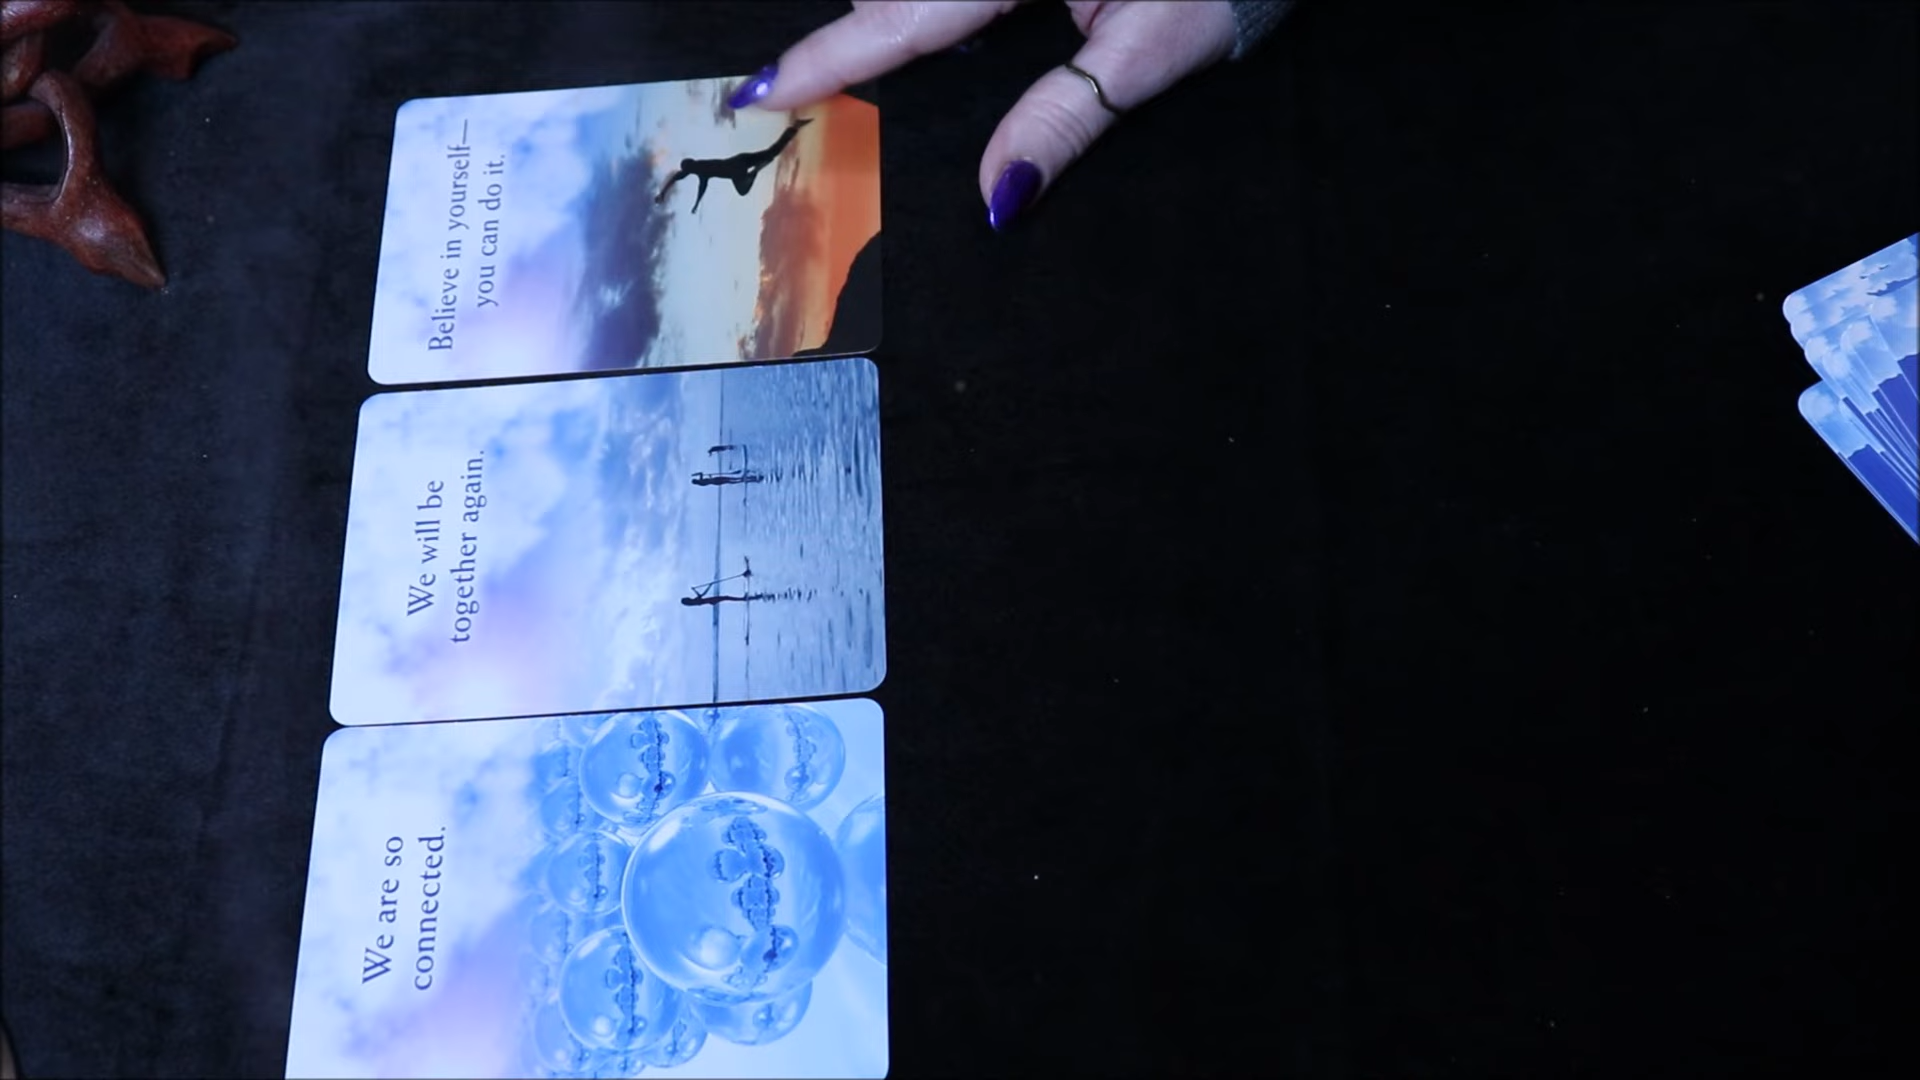 Believe in yourself—
you can do it.
We will be
together again.
We are so
connected.